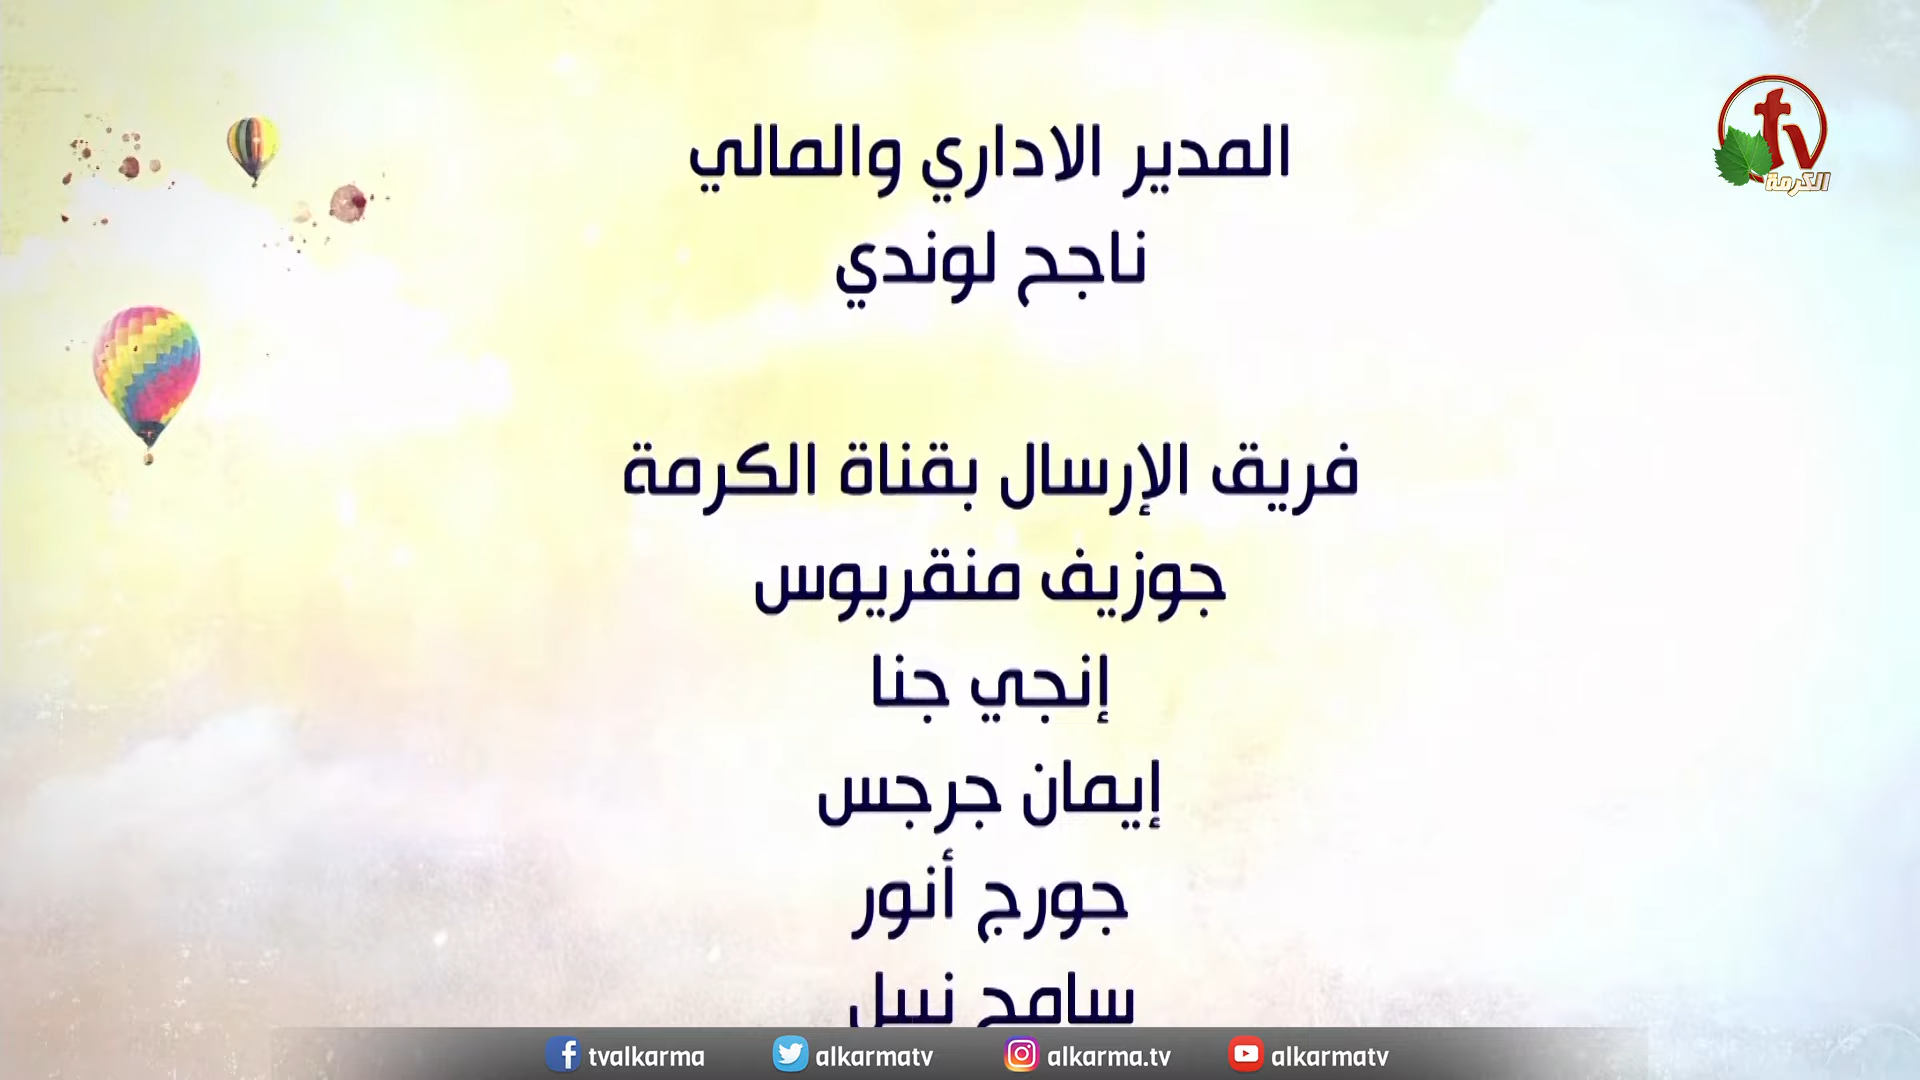 المدير الاداري والمالي
ناجح لوندي
فريق الإرسال بقناة الكرمة
جوزيف منقريوس
إنجي جنا
إيمان جرجس
جورج أنور
سامح نبيل
tv
الكرمة
tvalkarma alkarmatv alkarma.tv alkarmatv